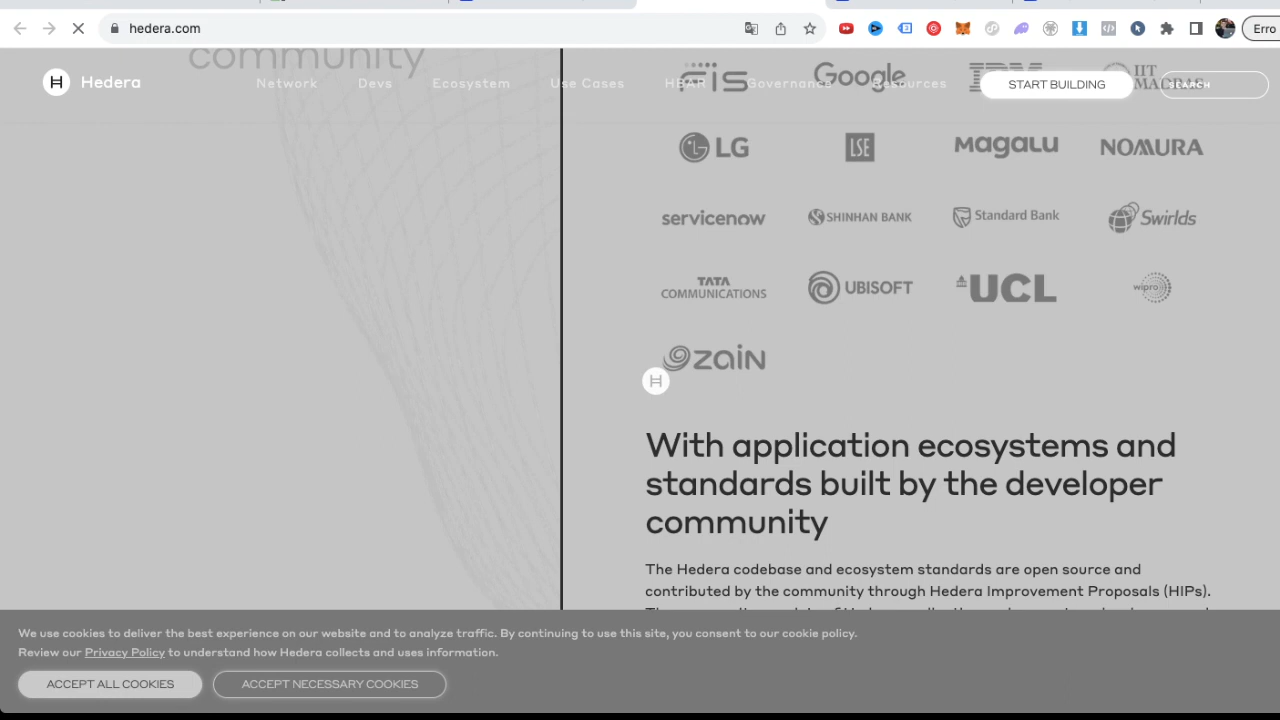 hedera.com
Erro
community
Hedera
Network
Devs
Ecosystem
Use Cases
HBAR
Governance
Resources
START BUILDING
SEARCH
FIS
Google
IBM
IIT
LG
LSE
MAGALU
NOMURA
servicenow
SHINHAN BANK
Standard Bank
Swirlds
TATA
COMMUNICATIONS
UBISOFT
UCL
wipro
zain
With application ecosystems and
standards built by the developer
community
The Hedera codebase and ecosystem standards are open source and
contributed by the community through Hedera Improvement Proposals (HIPs).
We use cookies to deliver the best experience on our website and to analyze traffic. By continuing to use this site, you consent to our cookie policy.
Review our Privacy Policy to understand how Hedera collects and uses information.
ACCEPT ALL COOKIES
ACCEPT NECESSARY COOKIES